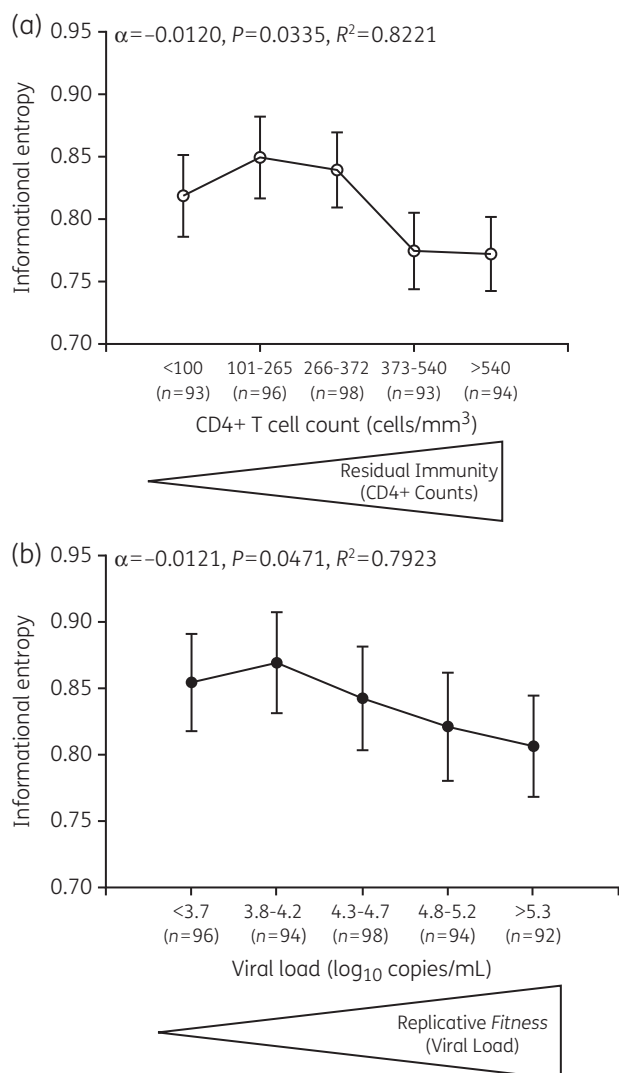 (a)
α=–0.0120, P=0.0335, R²=0.8221
0.95
0.90
0.85
0.80
0.75
0.70
Informational entropy
<100 101-265 266-372 373-540 >540
(n=93) (n=96) (n=98) (n=93) (n=94)
CD4+ T cell count (cells/mm³)
Residual Immunity
(CD4+ Counts)
(b)
α=–0.0121, P=0.0471, R²=0.7923
0.95
0.90
0.85
0.80
0.75
0.70
Informational entropy
<3.7 3.8-4.2 4.3-4.7 4.8-5.2 >5.3
(n=96) (n=94) (n=98) (n=94) (n=92)
Viral load (log₁₀ copies/mL)
Replicative Fitness
(Viral Load)